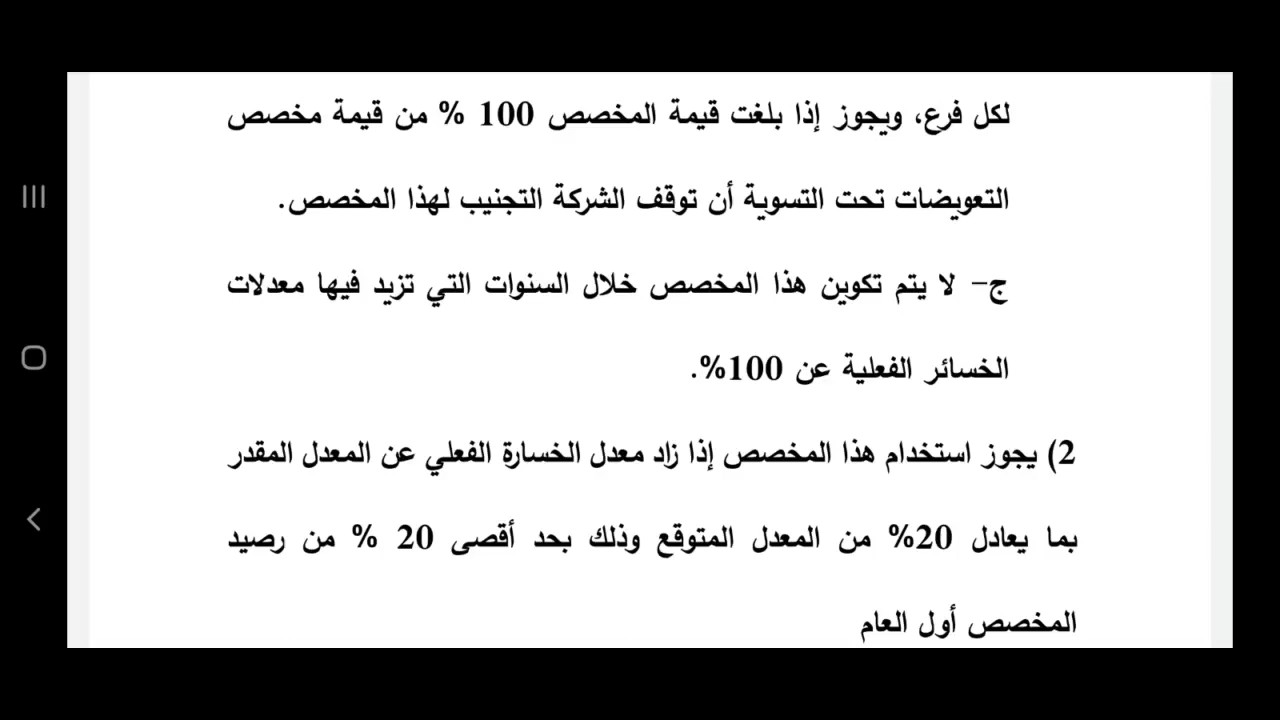 لكل فرع، ويجوز إذا بلغت قيمة المخصص 100 % من قيمة مخصص
التعويضات تحت التسوية أن توقف الشركة التجنيب لهذا المخصص.
ج- لا يتم تكوين هذا المخصص خلال السنوات التي تزيد فيها معدلات
الخسائر الفعلية عن 100%.
2) يجوز استخدام هذا المخصص إذا زاد معدل الخسارة الفعلي عن المعدل المقدر
بما يعادل 20% من المعدل المتوقع وذلك بحد أقصى 20 % من رصيد
المخصص أول العام